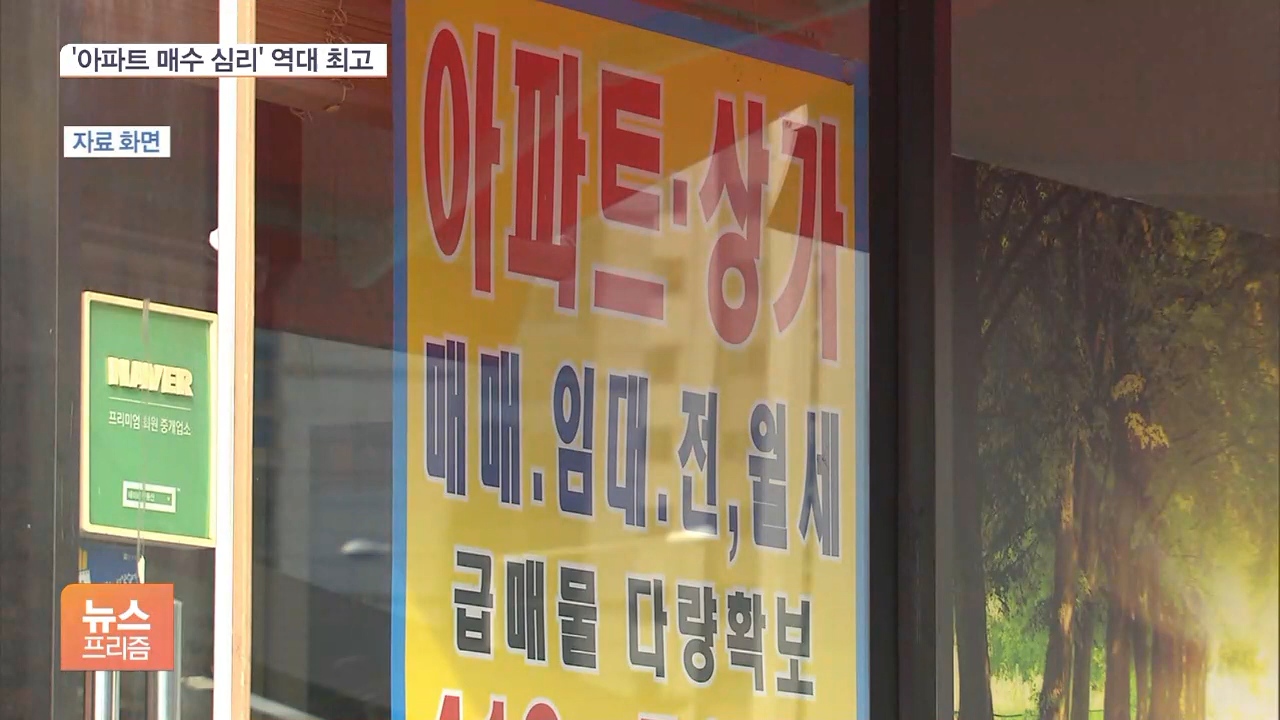 '아파트 매수 심리' 역대 최고
자료 화면
아파트·상가
매매.임대.전,월세
급매물 다량확보
NAVER
프리미엄 회원 중개업소
뉴스
프리즘